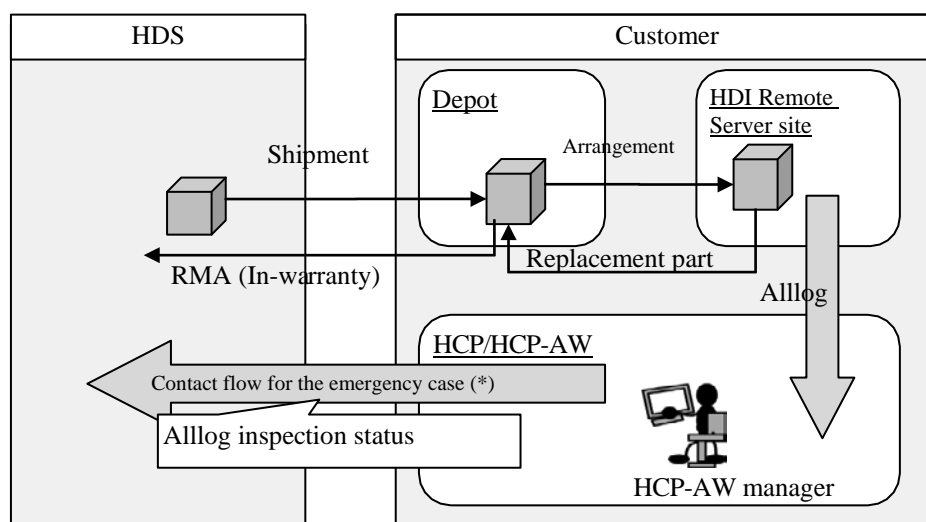 HDS
Customer
Depot
HDI Remote
Server site
Shipment
Arrangement
RMA (In-warranty)
Replacement part
Alllog
HCP/HCP-AW
Contact flow for the emergency case (*)
Alllog inspection status
HCP-AW manager